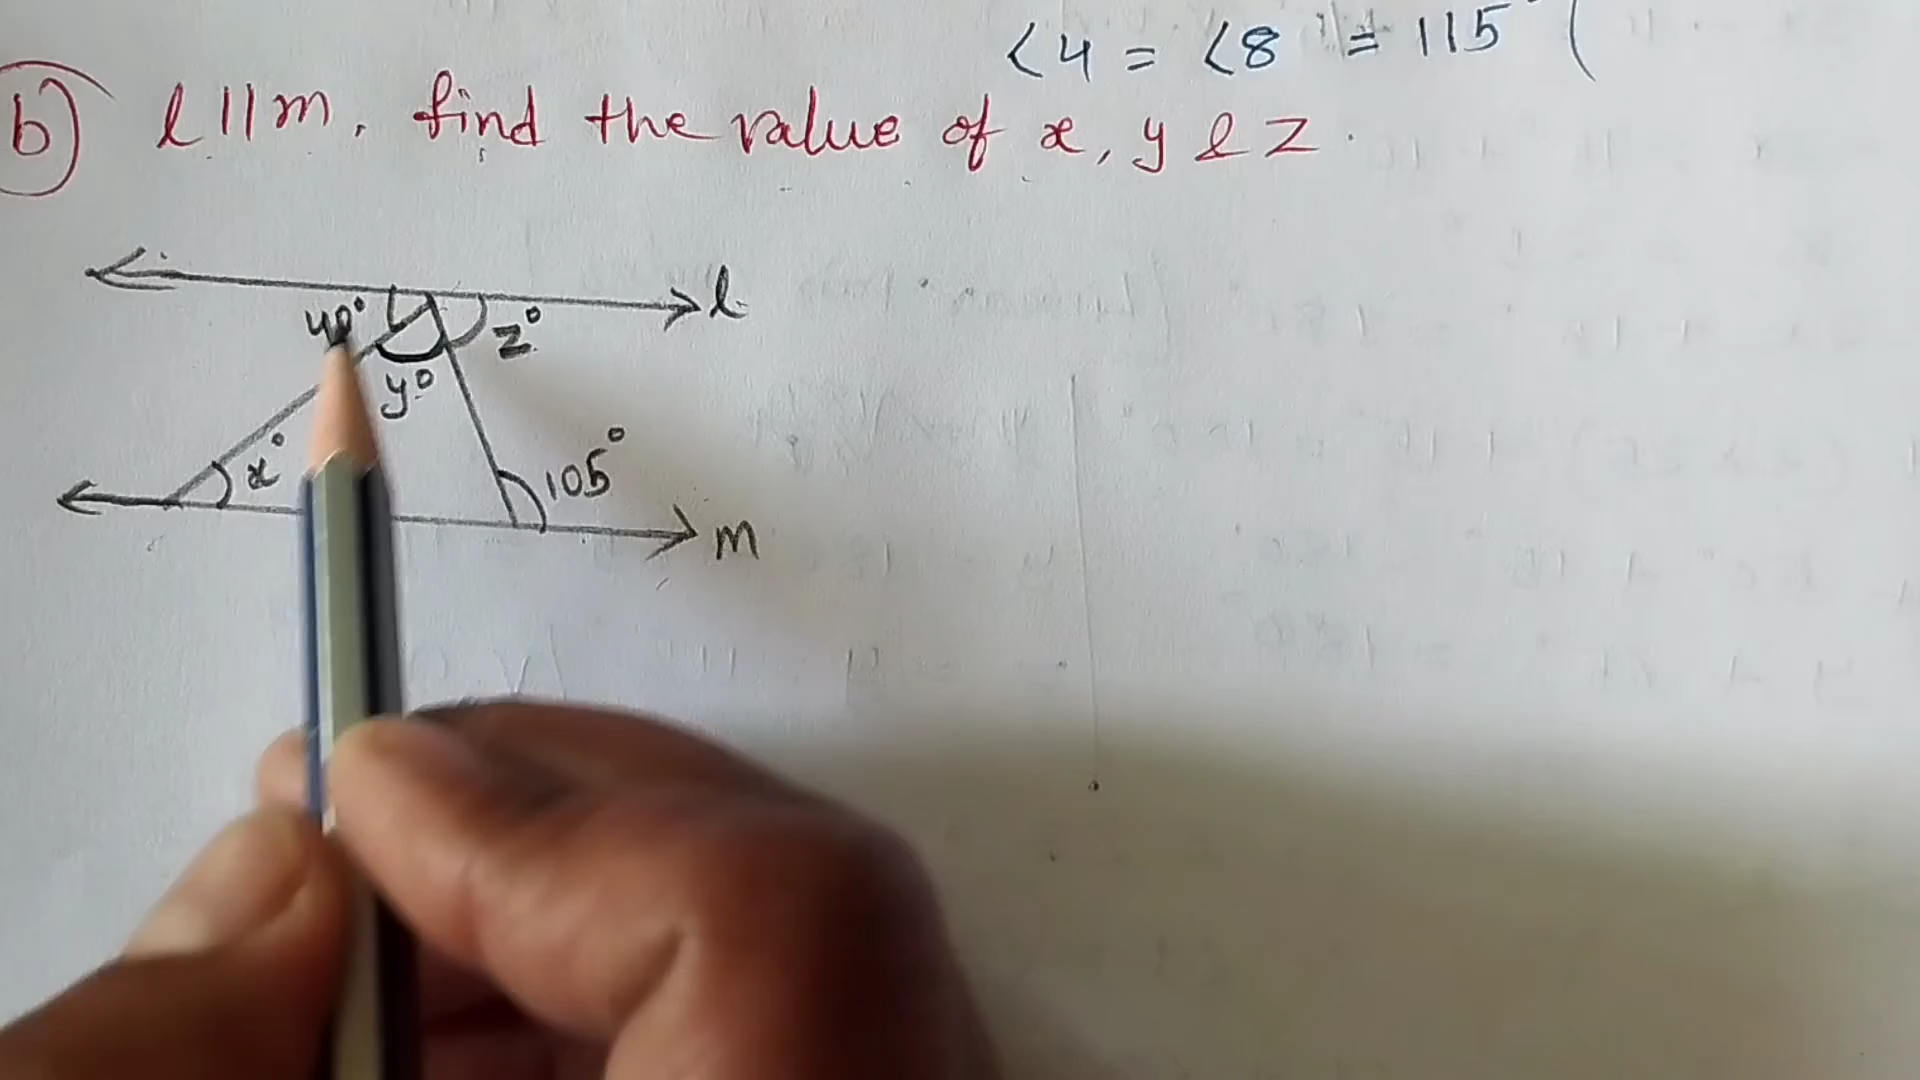 <4 = <8 = 115° (
b) l || m. find the value of x, y & z.
l
40°
z°
y°
x°
105°
m